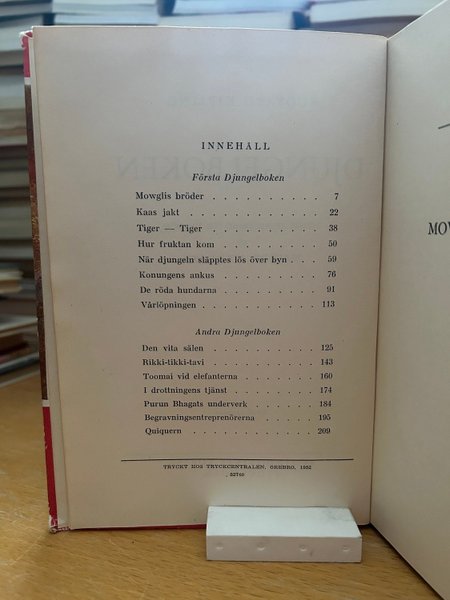 INNEHÅLL
Första Djungelboken
Mowglis bröder . . . . . . . . . . 7
Kaas jakt . . . . . . . . . . . . 22
Tiger — Tiger . . . . . . . . . . 38
Hur fruktan kom . . . . . . . . . 50
När djungeln släpptes lös över byn . . . 59
Konungens ankus . . . . . . . . . 76
De röda hundarna . . . . . . . . . 91
Vårlöpningen . . . . . . . . . . 113
Andra Djungelboken
Den vita sälen . . . . . . . . . 125
Rikki-tikki-tavi . . . . . . . . . 143
Toomai vid elefanterna . . . . . . 160
I drottningens tjänst . . . . . . . 174
Purun Bhagats underverk . . . . . . 184
Begravningsentreprenörerna . . . . . 195
Quiquern . . . . . . . . . . . 209
TRYCKT HOS TRYCKCENTRALEN, ÖREBRO, 1952
DJUNGELBOKEN
MOW